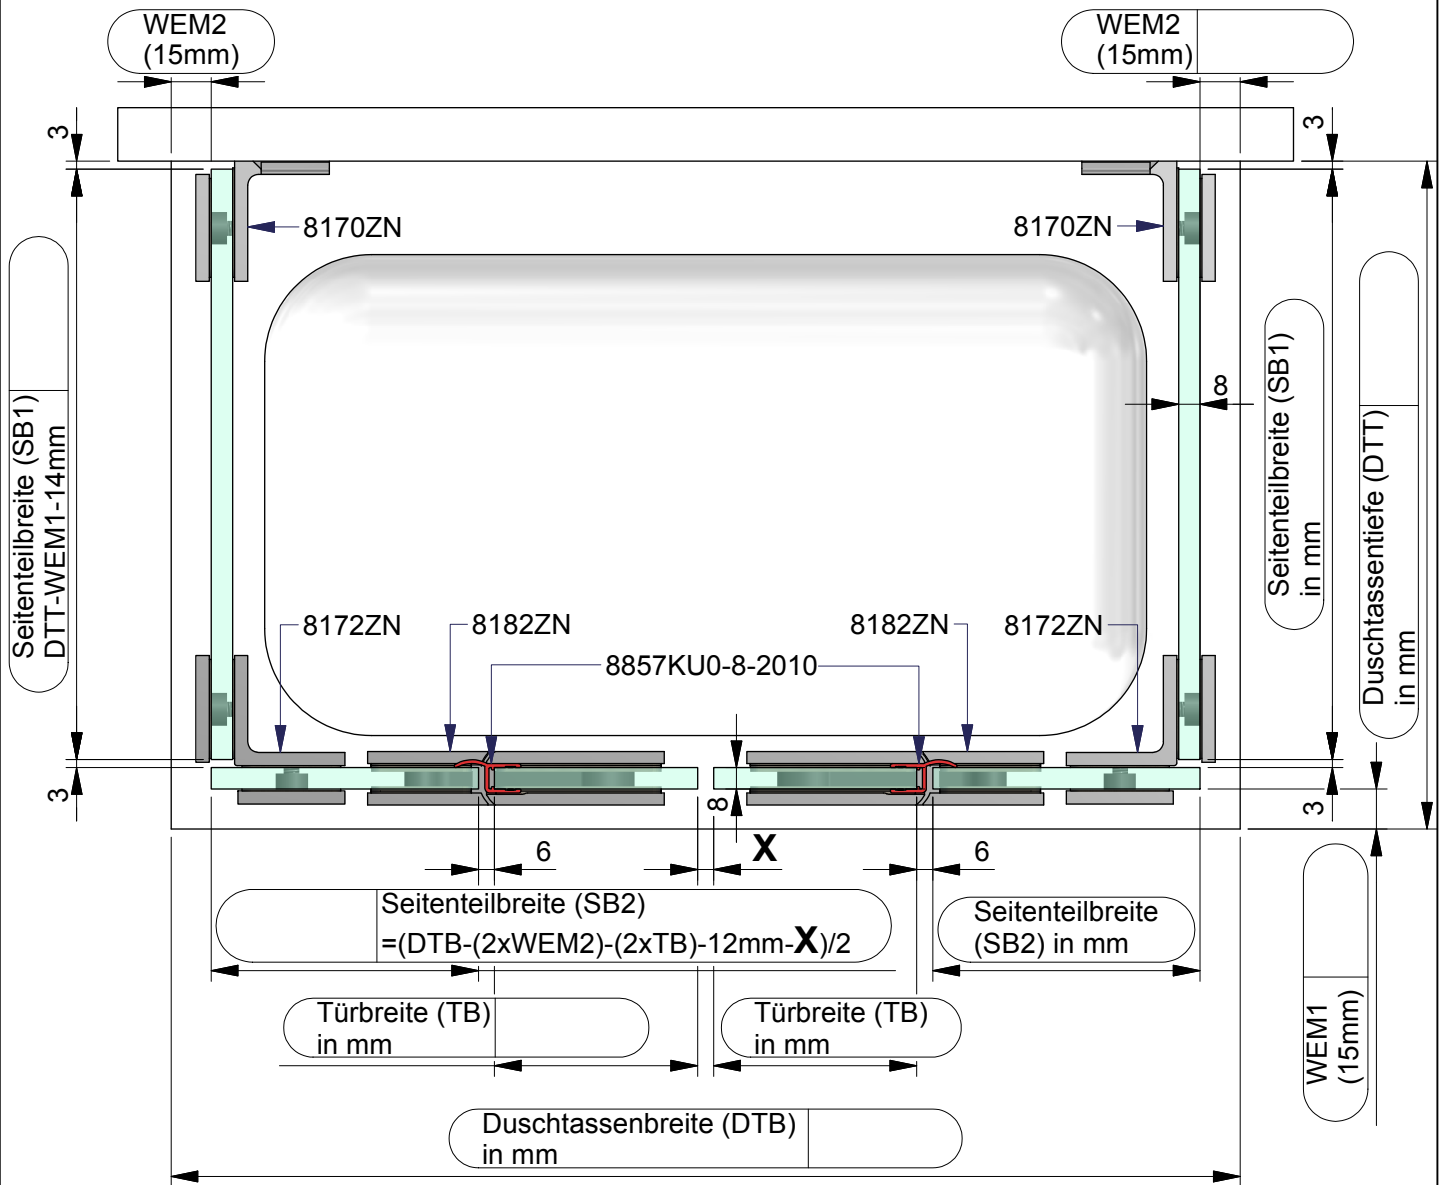 WEM2
(15mm)
WEM2
(15mm)
3
3
8170ZN
8170ZN
Seitenteilbreite (SB1)
DTT-WEM1-14mm
Seitenteilbreite (SB1)
in mm
8
Duschtassentiefe (DTT)
in mm
8172ZN
8182ZN
8182ZN
8172ZN
8857KU0-8-2010
3
8
3
6
X
6
Seitenteilbreite (SB2)
=(DTB-(2xWEM2)-(2xTB)-12mm-X)/2
Seitenteilbreite
(SB2) in mm
Türbreite (TB)
in mm
Türbreite (TB)
in mm
WEM1
(15mm)
Duschtassenbreite (DTB)
in mm